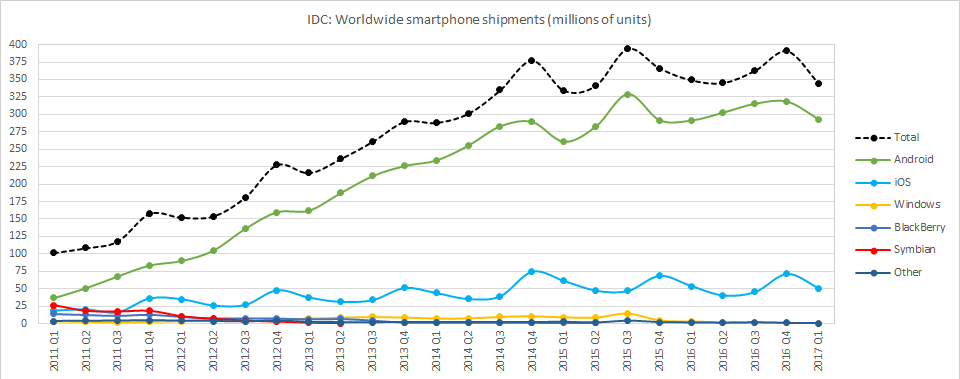 IDC: Worldwide smartphone shipments (millions of units)
400
375
350
325
300
275
250
225
200
175
150
125
100
75
50
25
0
2011 Q1
2011 Q2
2011 Q3
2011 Q4
2012 Q1
2012 Q2
2012 Q3
2012 Q4
2013 Q1
2013 Q2
2013 Q3
2013 Q4
2014 Q1
2014 Q2
2014 Q3
2014 Q4
2015 Q1
2015 Q2
2015 Q3
2015 Q4
2016 Q1
2016 Q2
2016 Q3
2016 Q4
2017 Q1
Total
Android
iOS
Windows
BlackBerry
Symbian
Other